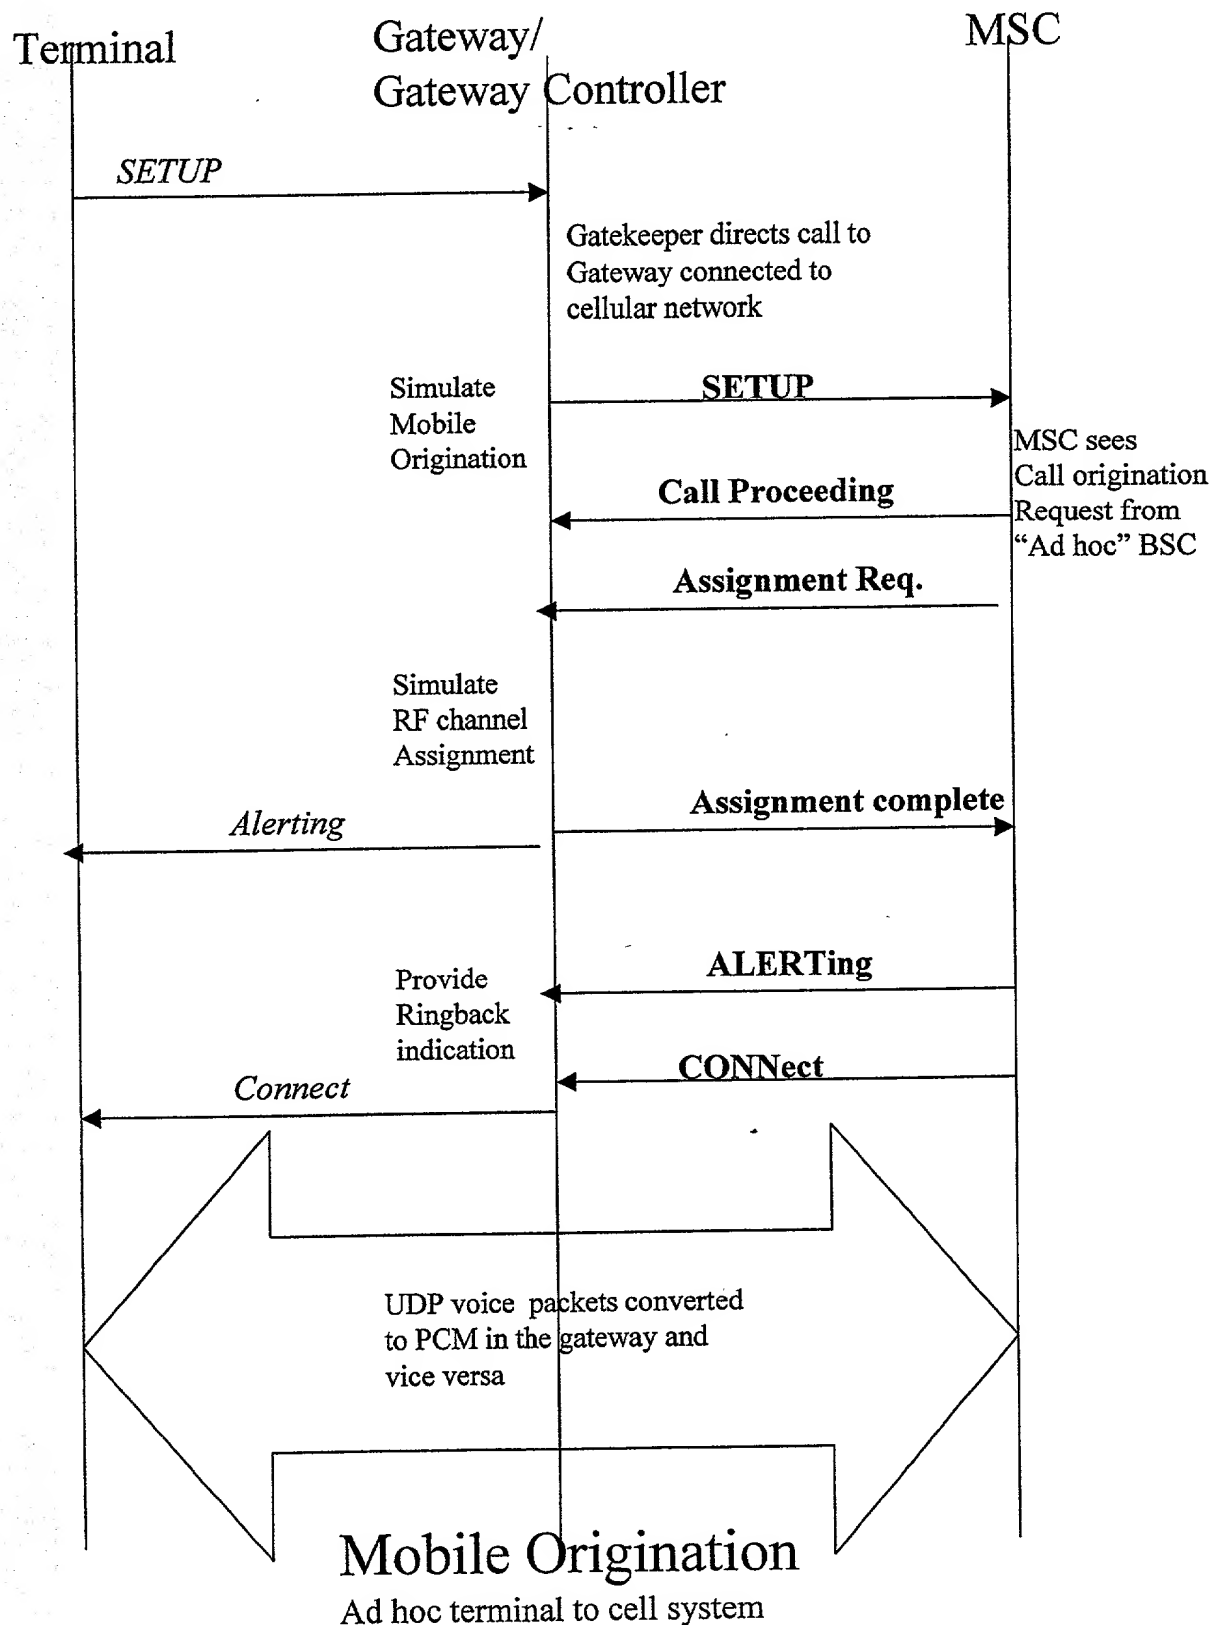 Terminal
Gateway/
Gateway Controller
MSC
SETUP
Gatekeeper directs call to
Gateway connected to
cellular network
Simulate
Mobile
Origination
SETUP
MSC sees
Call origination
Request from
“Ad hoc” BSC
Call Proceeding
Assignment Req.
Simulate
RF channel
Assignment
Assignment complete
Alerting
ALERTing
Provide
Ringback
indication
CONNect
Connect
UDP voice packets converted
to PCM in the gateway and
vice versa
Mobile Origination
Ad hoc terminal to cell system